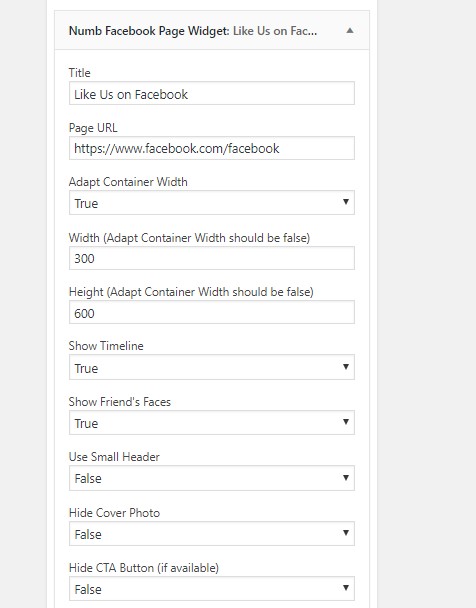 Numb Facebook Page Widget: Like Us on Fac...
Title
Like Us on Facebook
Page URL
https://www.facebook.com/facebook
Adapt Container Width
True
Width (Adapt Container Width should be false)
300
Height (Adapt Container Width should be false)
600
Show Timeline
True
Show Friend's Faces
True
Use Small Header
False
Hide Cover Photo
False
Hide CTA Button (if available)
False